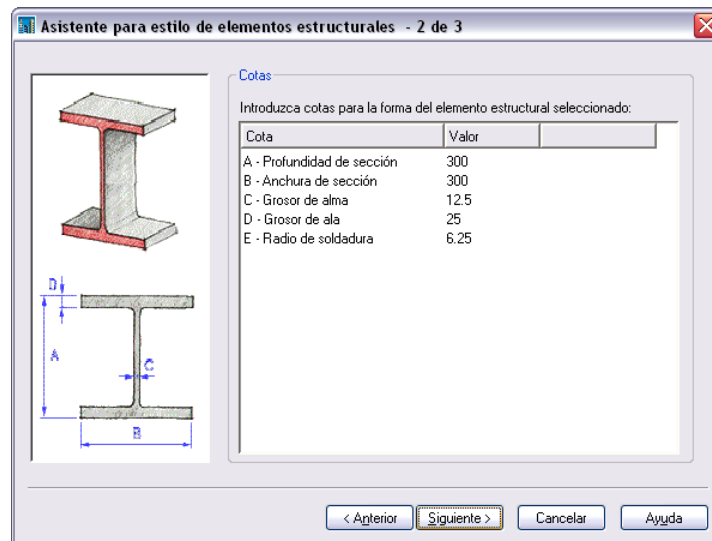 Asistente para estilo de elementos estructurales - 2 de 3
Cotas
Introduzca cotas para la forma del elemento estructural seleccionado:
Cota Valor
A - Profundidad de sección 300
B - Anchura de sección 300
C - Grosor de alma 12.5
D - Grosor de ala 25
E - Radio de soldadura 6.25
D
A
C
B
< Anterior Siguiente > Cancelar Ayuda